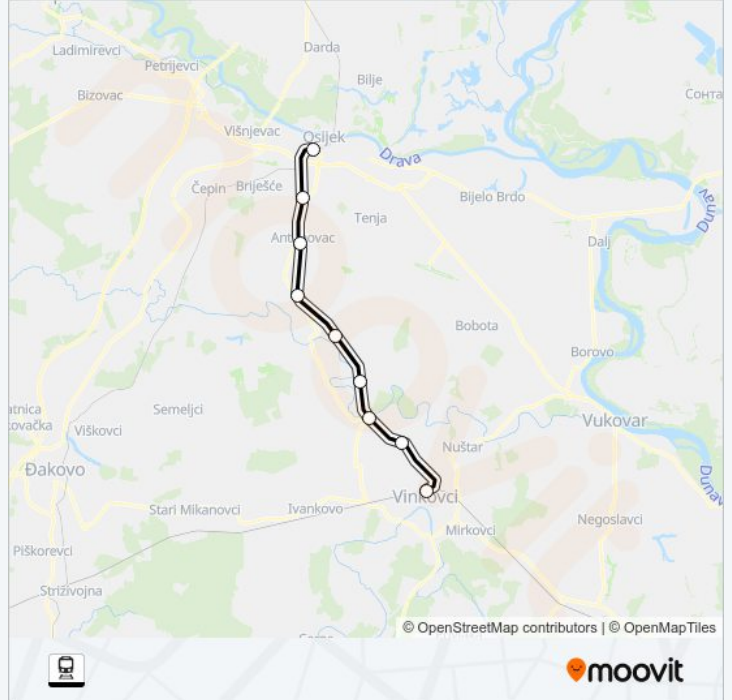 Ladimirevci
Darda
Petrijevci
Bilje
Bizovac
Сонта
Višnjevac
Osijek
Drava
Čepin
Briješće
Bijelo Brdo
Dunav
Tenja
Dalj
Bobota
Borovo
Semeljci
Vukovar
Viškovci
Nuštar
Đakovo
Dunav
Vinkovci
Stari Mikanovci
Ivankovo
Negoslavci
Mirkovci
Piškorevci
Strizivojna
© OpenStreetMap contributors | © OpenMapTiles
moovit